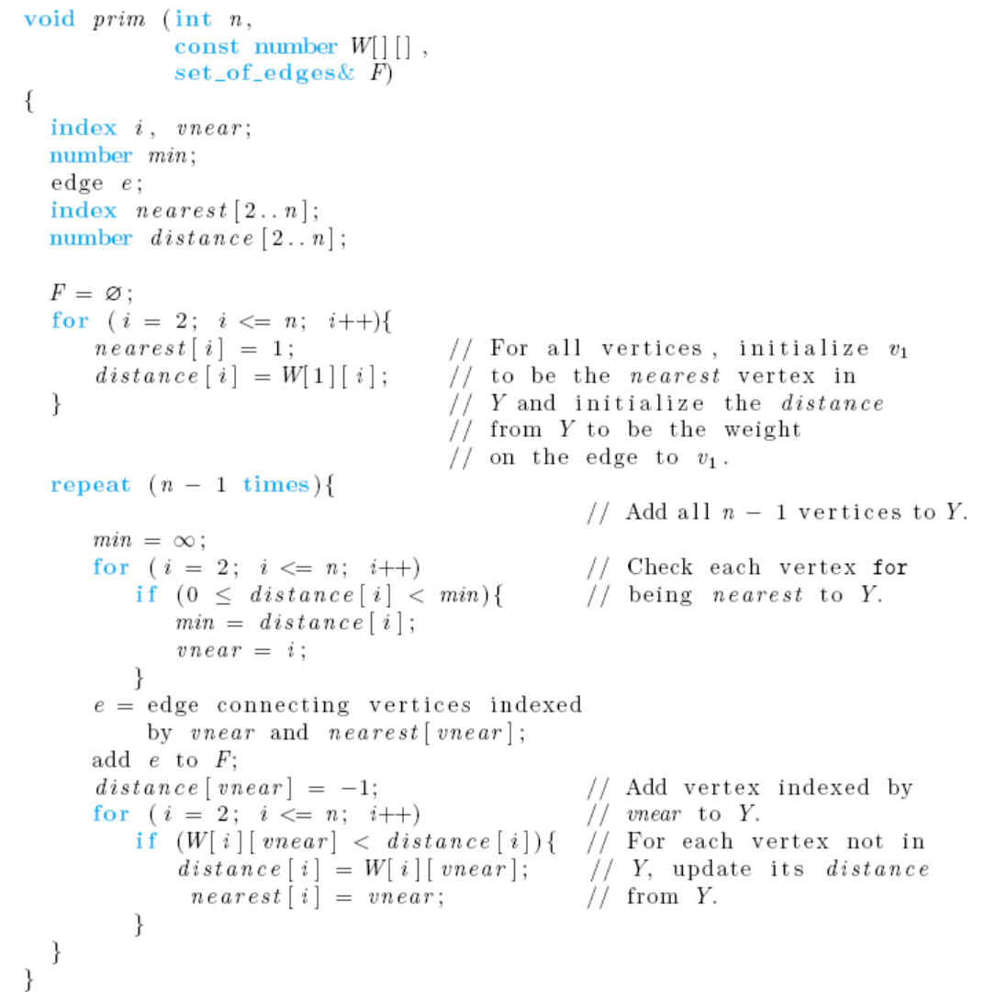 void prim (int n,
const number W[][] ,
set_of_edges& F)
{
index i, vnear;
number min;
edge e;
index nearest[2..n];
number distance[2..n];
F = ∅;
for (i = 2; i <= n; i++){
nearest[i] = 1; // For all vertices, initialize v₁
distance[i] = W[1][i]; // to be the nearest vertex in
} // Y and initialize the distance
// from Y to be the weight
// on the edge to v₁.
repeat (n − 1 times){
// Add all n − 1 vertices to Y.
min = ∞;
for (i = 2; i <= n; i++) // Check each vertex for
if (0 ≤ distance[i] < min){ // being nearest to Y.
min = distance[i];
vnear = i;
}
e = edge connecting vertices indexed
by vnear and nearest[vnear];
add e to F;
distance[vnear] = −1; // Add vertex indexed by
for (i = 2; i <= n; i++) // vnear to Y.
if (W[i][vnear] < distance[i]){ // For each vertex not in
distance[i] = W[i][vnear]; // Y, update its distance
nearest[i] = vnear; // from Y.
}
}
}